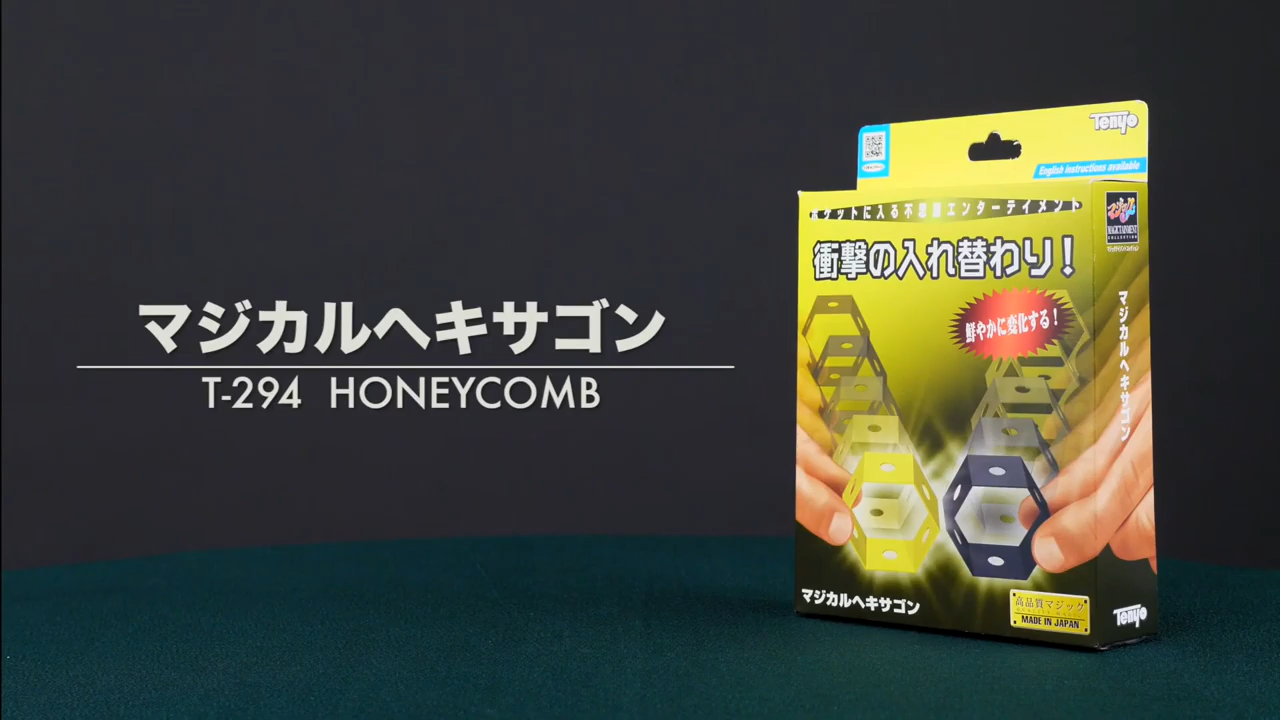 マジカルヘキサゴン
T-294 HONEYCOMB
Tenyo
English instructions available
ポケットに入る不思議エンターテイメント
衝撃の入れ替わり!
鮮やかに変化する!
マジカルヘキサゴン
高品質マジック
MADE IN JAPAN
MAGICTAINMENT
COLLECTION
マジカルヘキサゴン
Tenyo